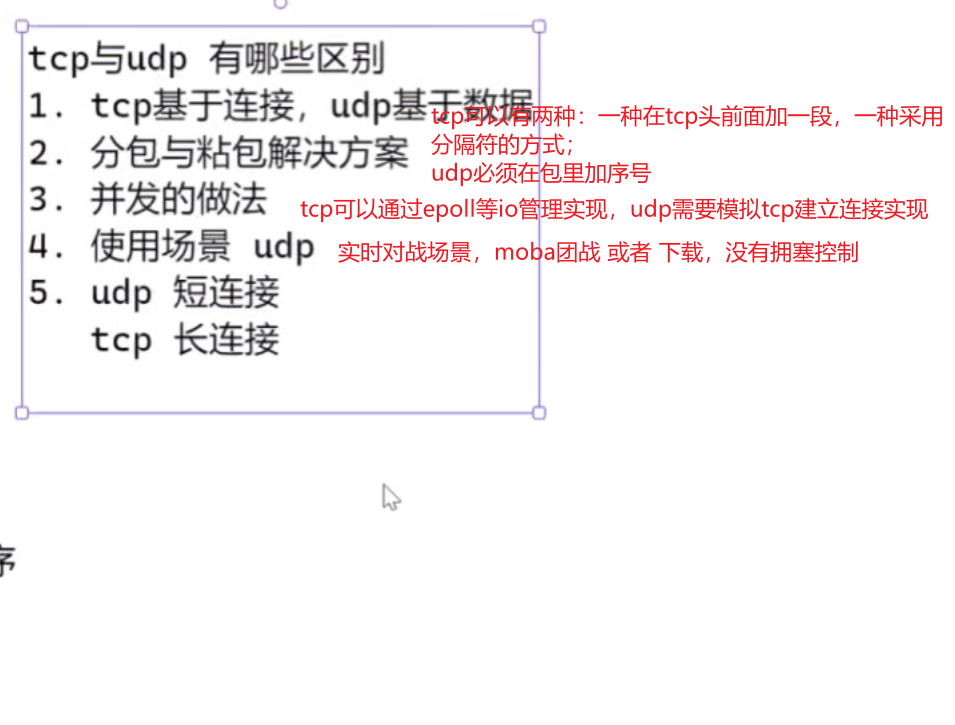 tcp与udp 有哪些区别
1. tcp基于连接，udp基于数据
tcp可以有两种：一种在tcp头前面加一段，一种采用
分隔符的方式；
2. 分包与粘包解决方案
udp必须在包里加序号
3. 并发的做法
tcp可以通过epoll等io管理实现，udp需要模拟tcp建立连接实现
4. 使用场景 udp
实时对战场景，moba团战 或者 下载，没有拥塞控制
5. udp 短连接
tcp 长连接
序